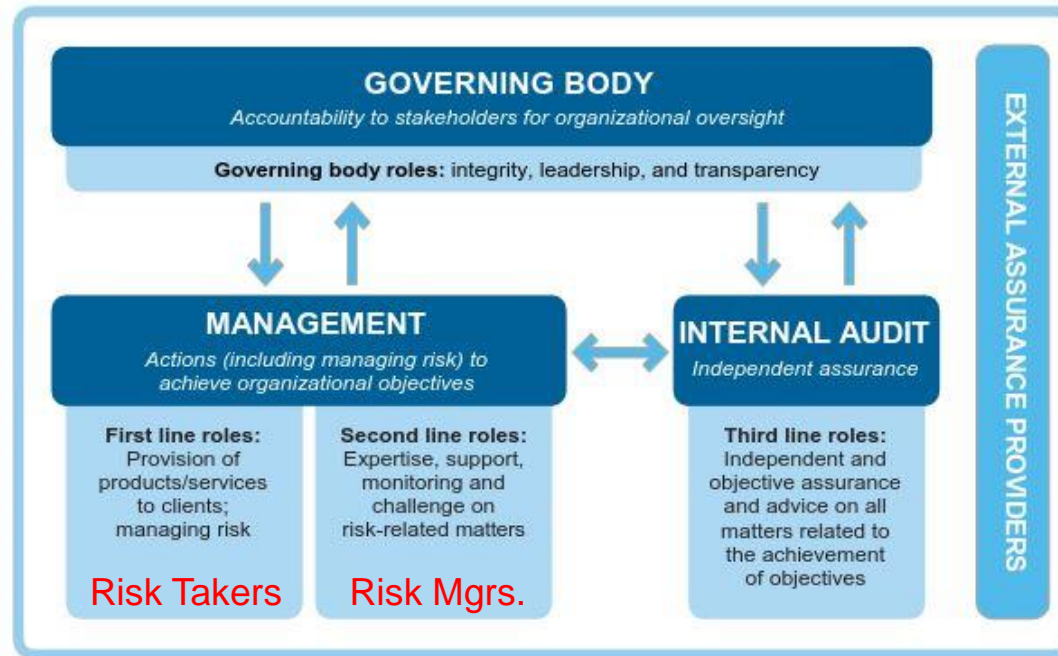 GOVERNING BODY
Accountability to stakeholders for organizational oversight
Governing body roles: integrity, leadership, and transparency
MANAGEMENT
Actions (including managing risk) to
achieve organizational objectives
First line roles:
Provision of
products/services
to clients;
managing risk
Risk Takers
Second line roles:
Expertise, support,
monitoring and
challenge on
risk-related matters
Risk Mgrs.
INTERNAL AUDIT
Independent assurance
Third line roles:
Independent and
objective assurance
and advice on all
matters related to
the achievement
of objectives
EXTERNAL ASSURANCE PROVIDERS